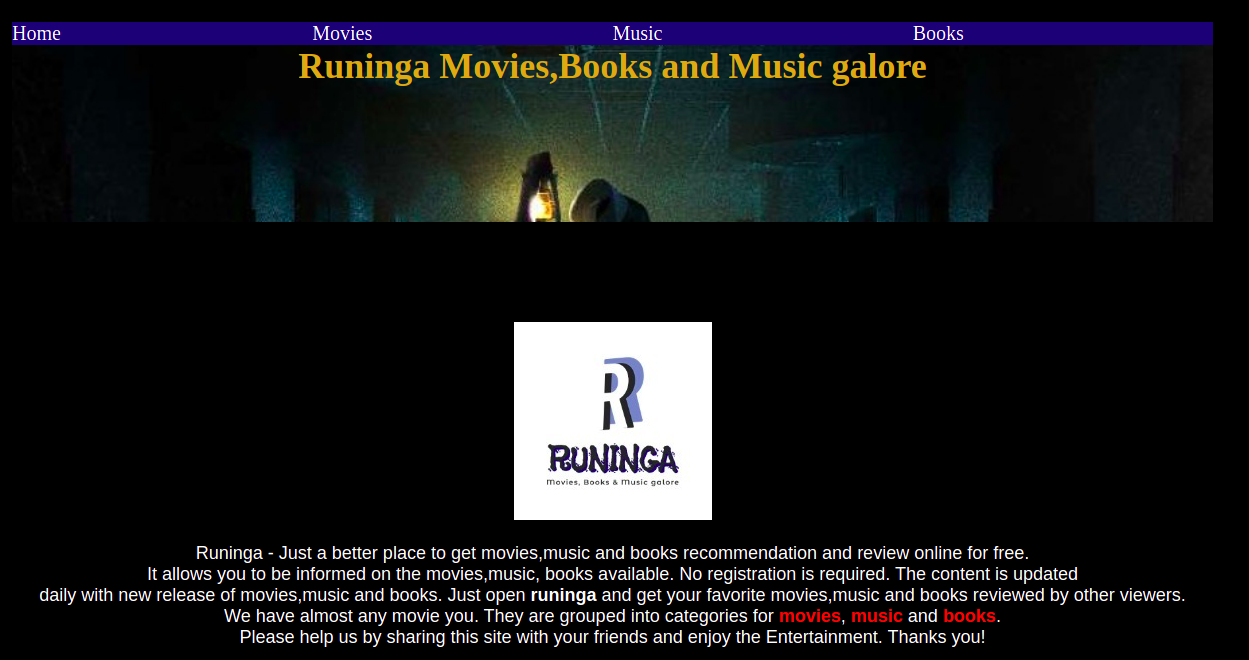 Home Movies Music Books
Runinga Movies,Books and Music galore
R
RUNINGA
Movies, Books & Music galore
Runinga - Just a better place to get movies,music and books recommendation and review online for free.
It allows you to be informed on the movies,music, books available. No registration is required. The content is updated
daily with new release of movies,music and books. Just open runinga and get your favorite movies,music and books reviewed by other viewers.
We have almost any movie you. They are grouped into categories for movies, music and books.
Please help us by sharing this site with your friends and enjoy the Entertainment. Thanks you!